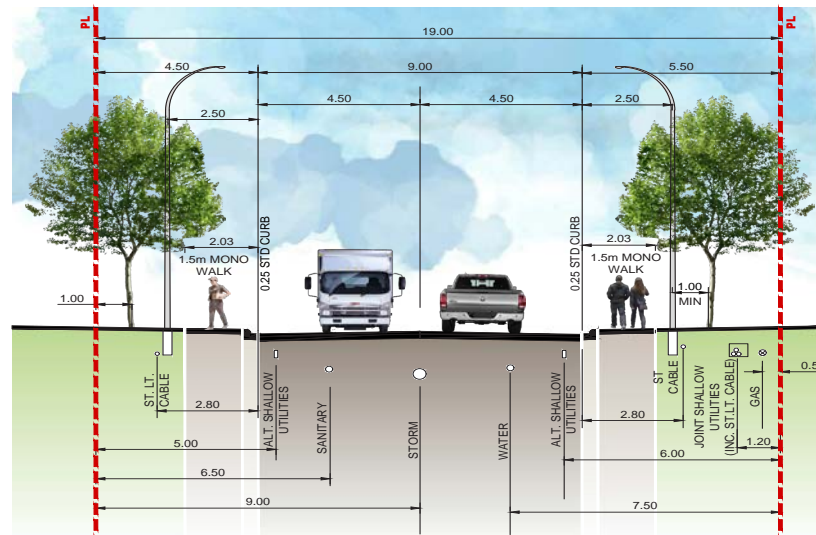 PL
PL
19.00
4.50
9.00
5.50
4.50
4.50
2.50
2.50
0.25 STD CURB
0.25 STD CURB
2.03
1.5m MONO
WALK
2.03
1.5m MONO
WALK
1.00
1.00
MIN
ST. LT.
CABLE
ALT. SHALLOW
UTILITIES
SANITARY
STORM
WATER
ALT. SHALLOW
UTILITIES
ST
CABLE
JOINT SHALLOW
UTILITIES
(INC. ST.LT. CABLE)
GAS
0.5
2.80
2.80
1.20
5.00
6.00
6.50
9.00
7.50